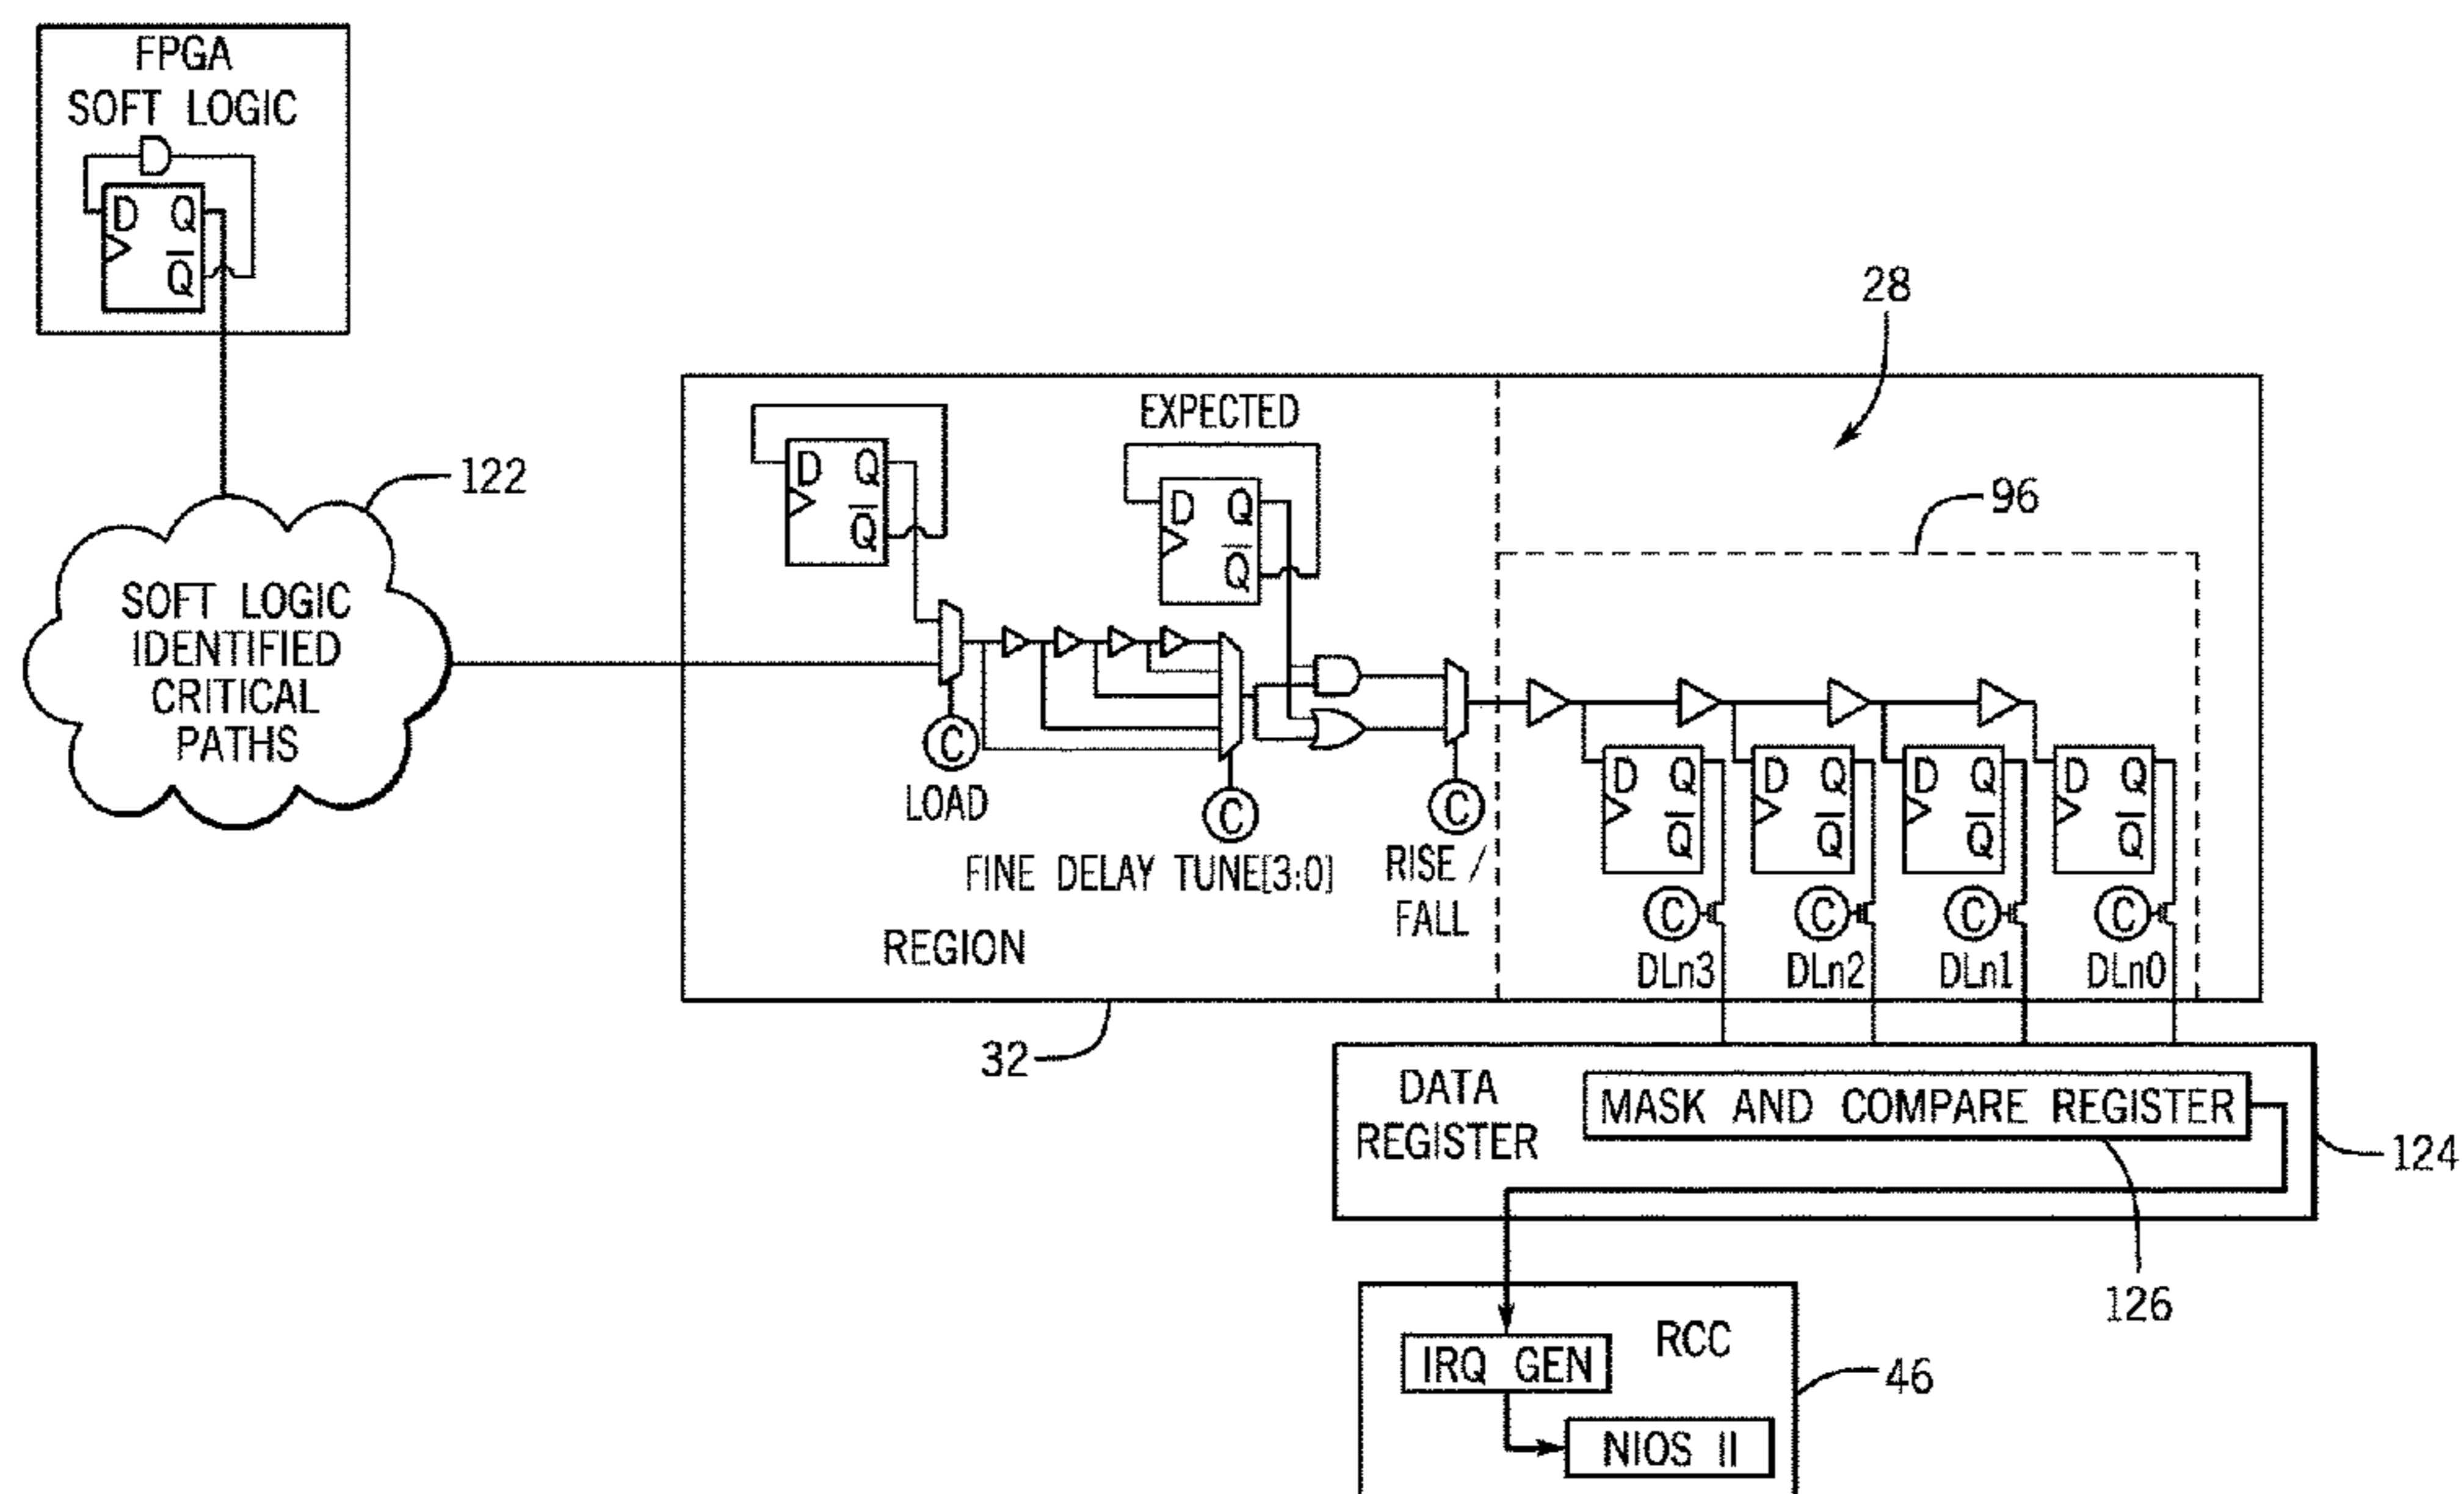 FPGA
SOFT LOGIC
D Q
Q̅
28
EXPECTED
122
D Q
Q̅
D Q
Q̅
96
SOFT LOGIC
IDENTIFIED
CRITICAL
PATHS
C
LOAD
C
FINE DELAY TUNE[3:0]
C
RISE /
FALL
D Q
Q̅
D Q
Q̅
D Q
Q̅
D Q
Q̅
C
C
C
C
REGION
DLn3
DLn2
DLn1
DLn0
32
DATA
REGISTER
MASK AND COMPARE REGISTER
124
126
RCC
IRQ GEN
46
NIOS II